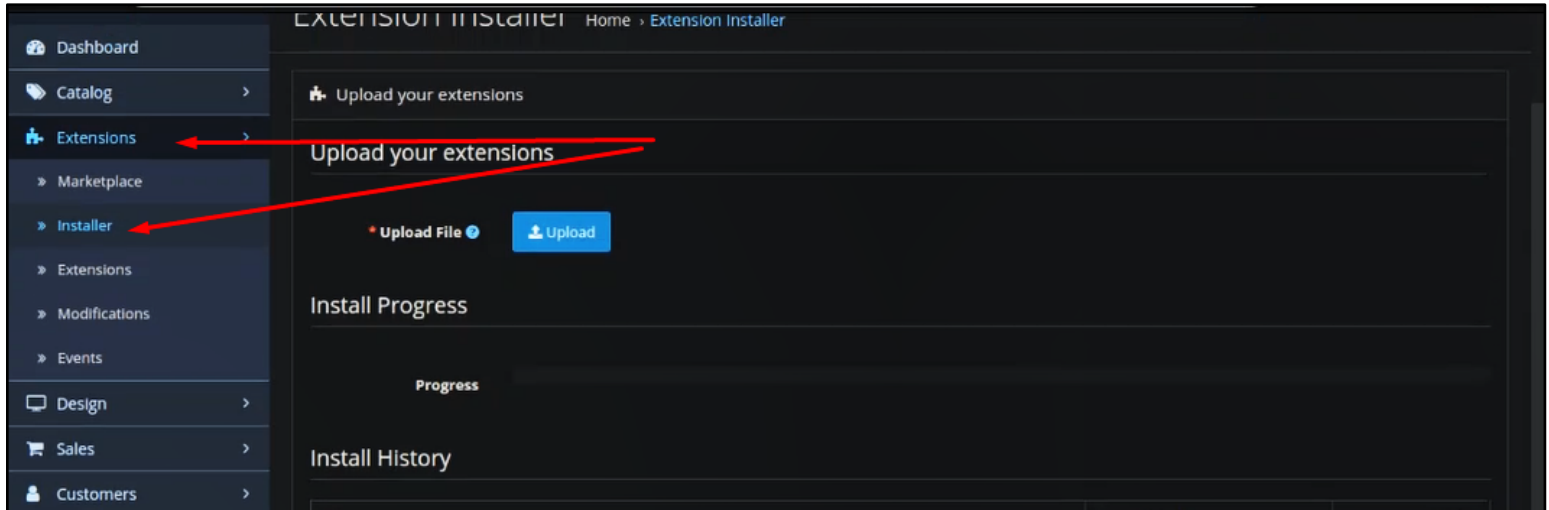 Extension Installer Home › Extension Installer
Dashboard
Catalog
Extensions
Marketplace
Installer
Extensions
Modifications
Events
Design
Sales
Customers
Upload your extensions
Upload your extensions
* Upload File Upload
Install Progress
Progress
Install History